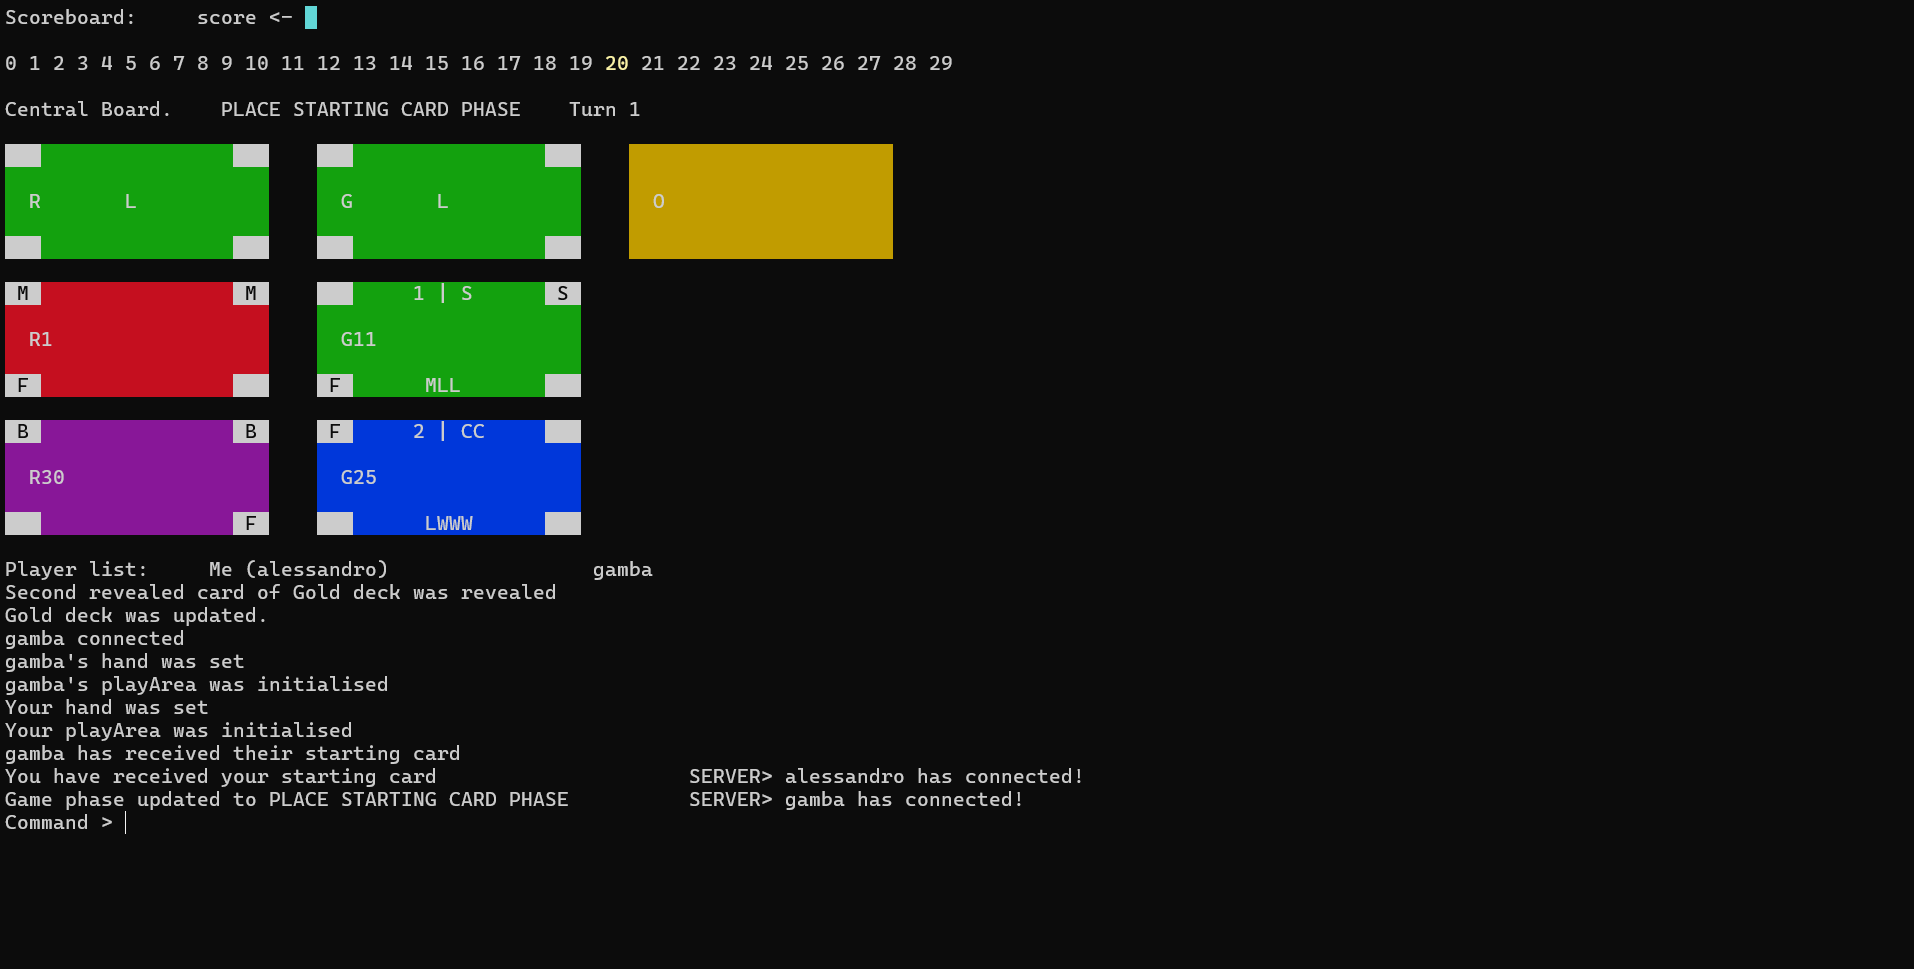 Scoreboard:     score <-
0 1 2 3 4 5 6 7 8 9 10 11 12 13 14 15 16 17 18 19 20 21 22 23 24 25 26 27 28 29
Central Board.    PLACE STARTING CARD PHASE    Turn 1
R       L       G       L       O
M       M       1 | S       S
R1       G11
F       F       MLL
B       B       F       2 | CC
R30       G25
F       LWWW
Player list:     Me (alessandro)                 gamba
Second revealed card of Gold deck was revealed
Gold deck was updated.
gamba connected
gamba's hand was set
gamba's playArea was initialised
Your hand was set
Your playArea was initialised
gamba has received their starting card
You have received your starting card                     SERVER> alessandro has connected!
Game phase updated to PLACE STARTING CARD PHASE          SERVER> gamba has connected!
Command >